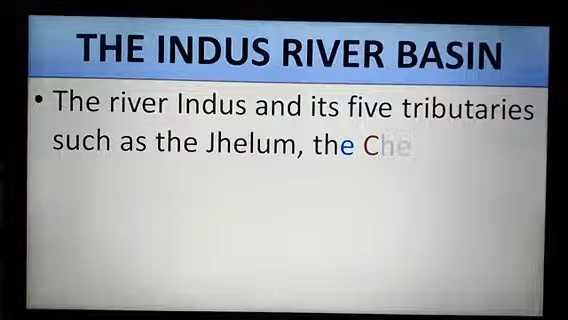 THE INDUS RIVER BASIN
• The river Indus and its five tributaries
such as the Jhelum, the Che